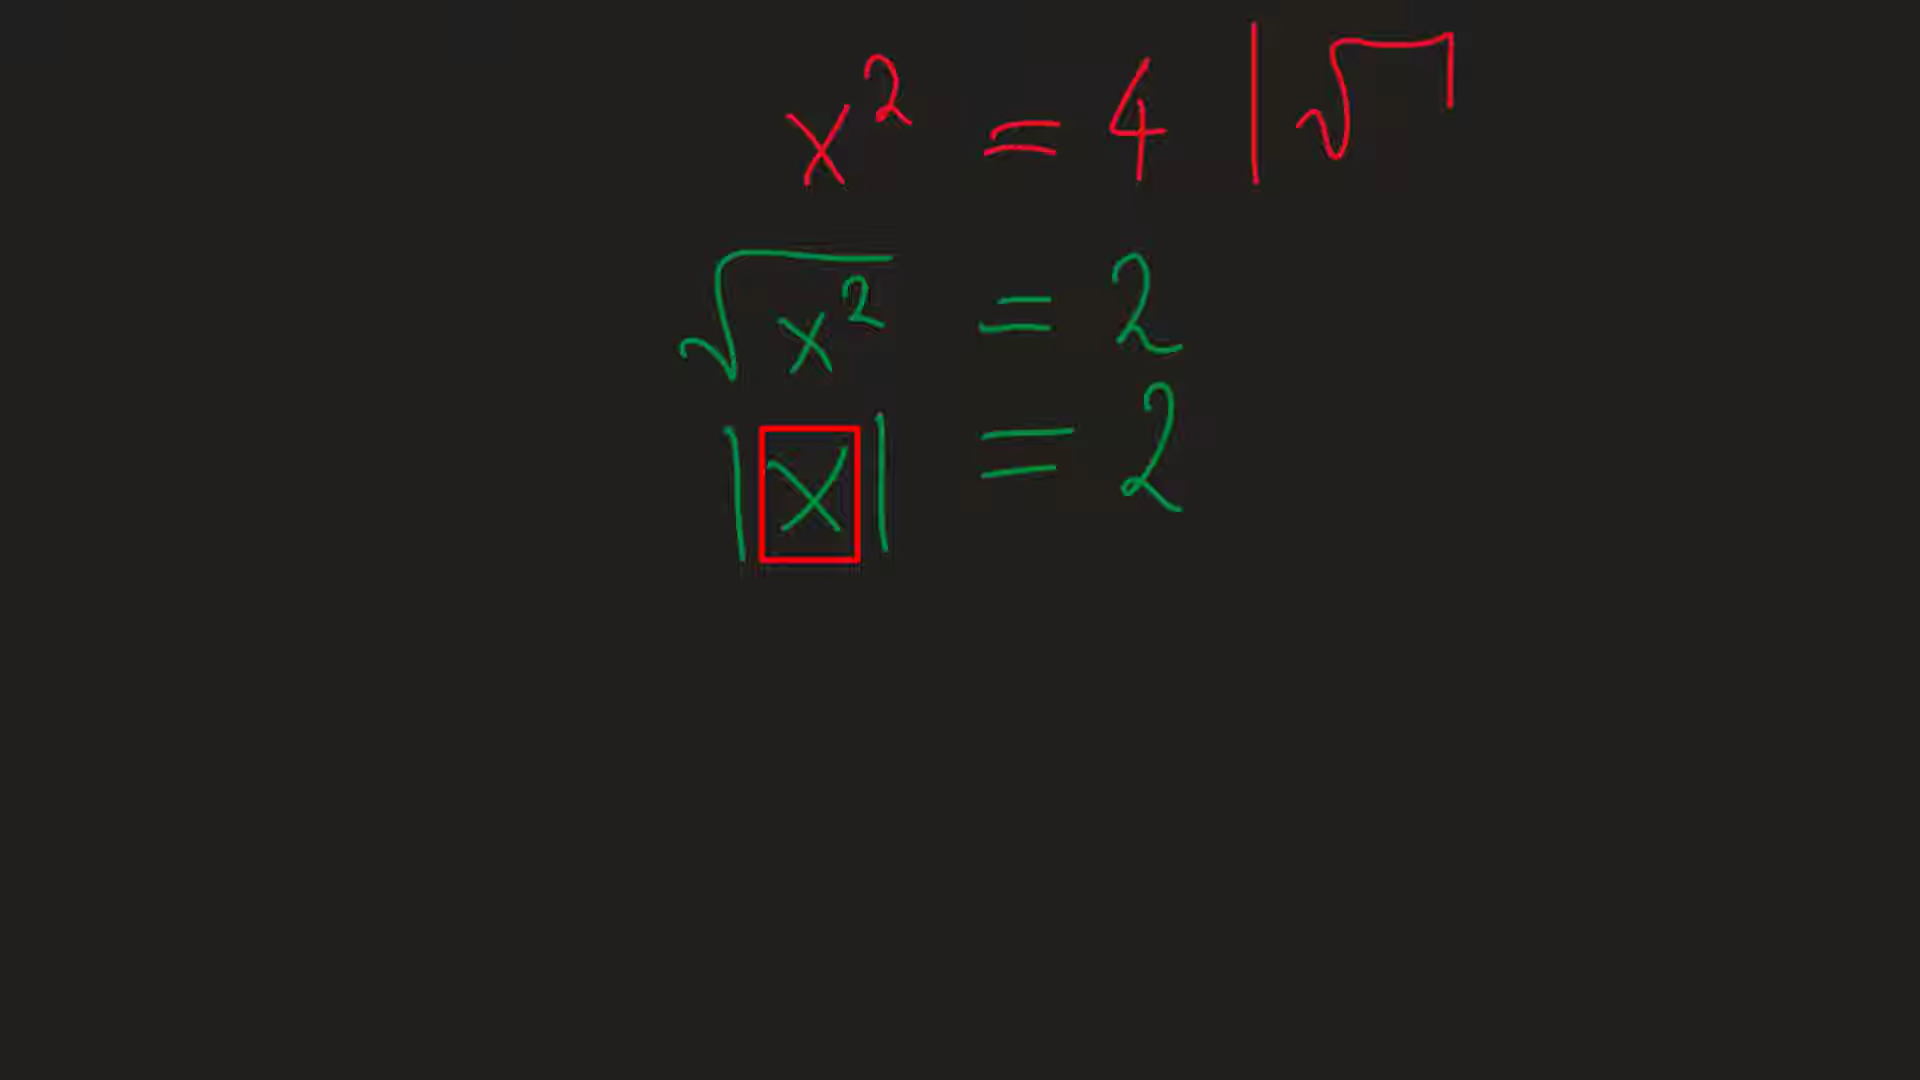 x² = 4 | √
√x² = 2
|x| = 2